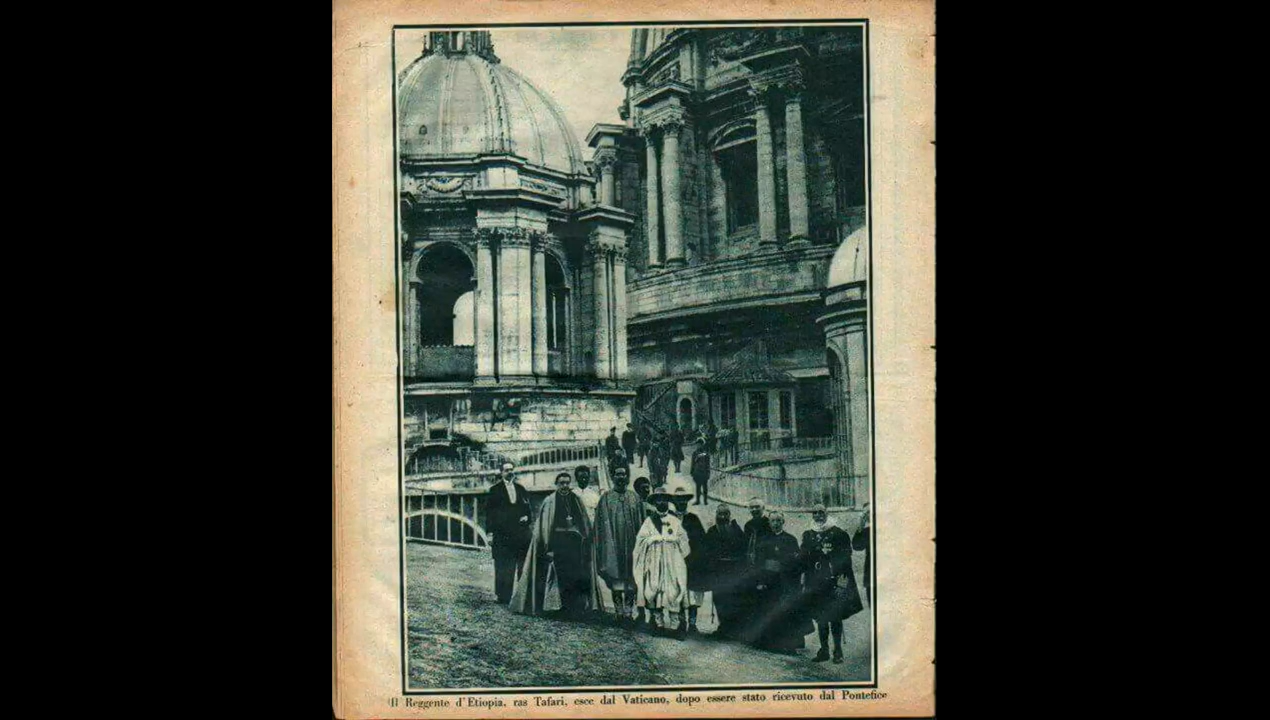 Il Reggente d'Etiopia, ras Tafari, esce dal Vaticano, dopo essere stato ricevuto dal Pontefice